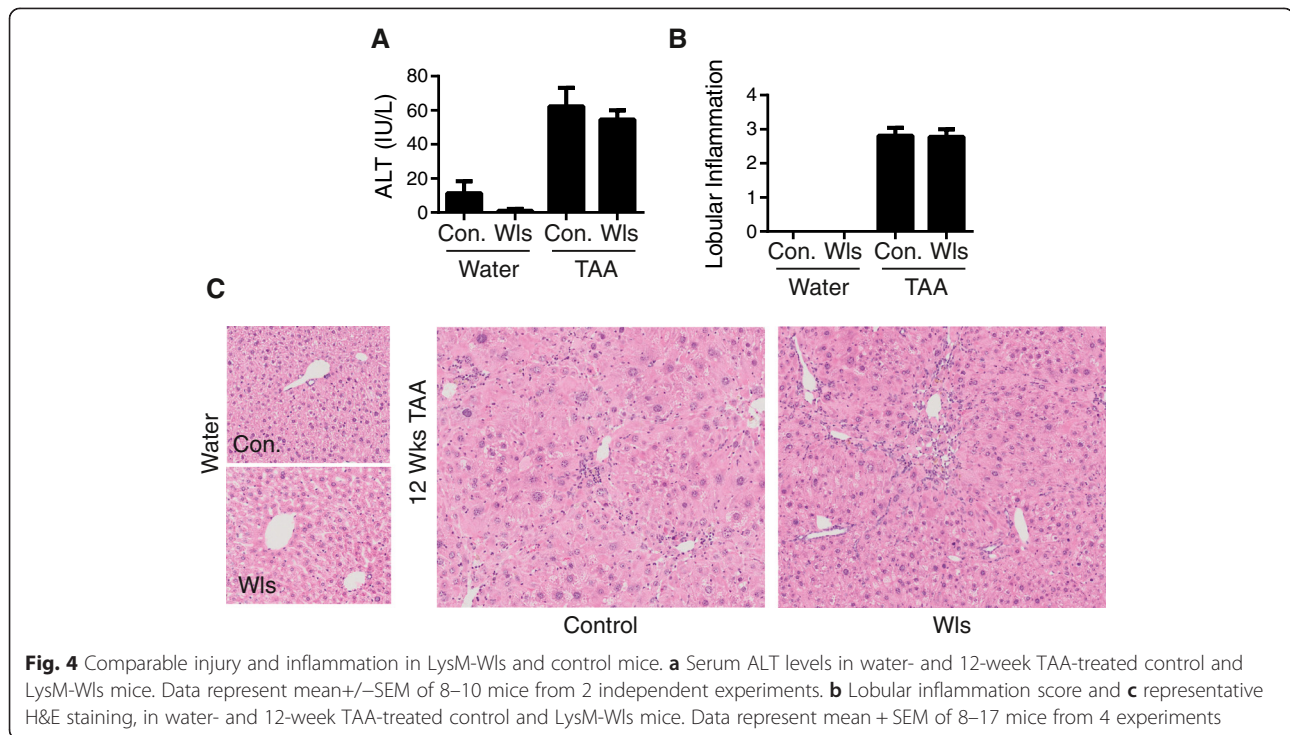 A
B
80
60
40
20
0
ALT (IU/L)
Con. Wls Con. Wls
Water TAA
4
3
2
1
0
Lobular Inflammation
Con. Wls Con. Wls
Water TAA
C
Water
Con.
Wls
12 Wks TAA
Control
Wls
Fig. 4 Comparable injury and inflammation in LysM-Wls and control mice. a Serum ALT levels in water- and 12-week TAA-treated control and
LysM-Wls mice. Data represent mean+/−SEM of 8–10 mice from 2 independent experiments. b Lobular inflammation score and c representative
H&E staining, in water- and 12-week TAA-treated control and LysM-Wls mice. Data represent mean + SEM of 8–17 mice from 4 experiments